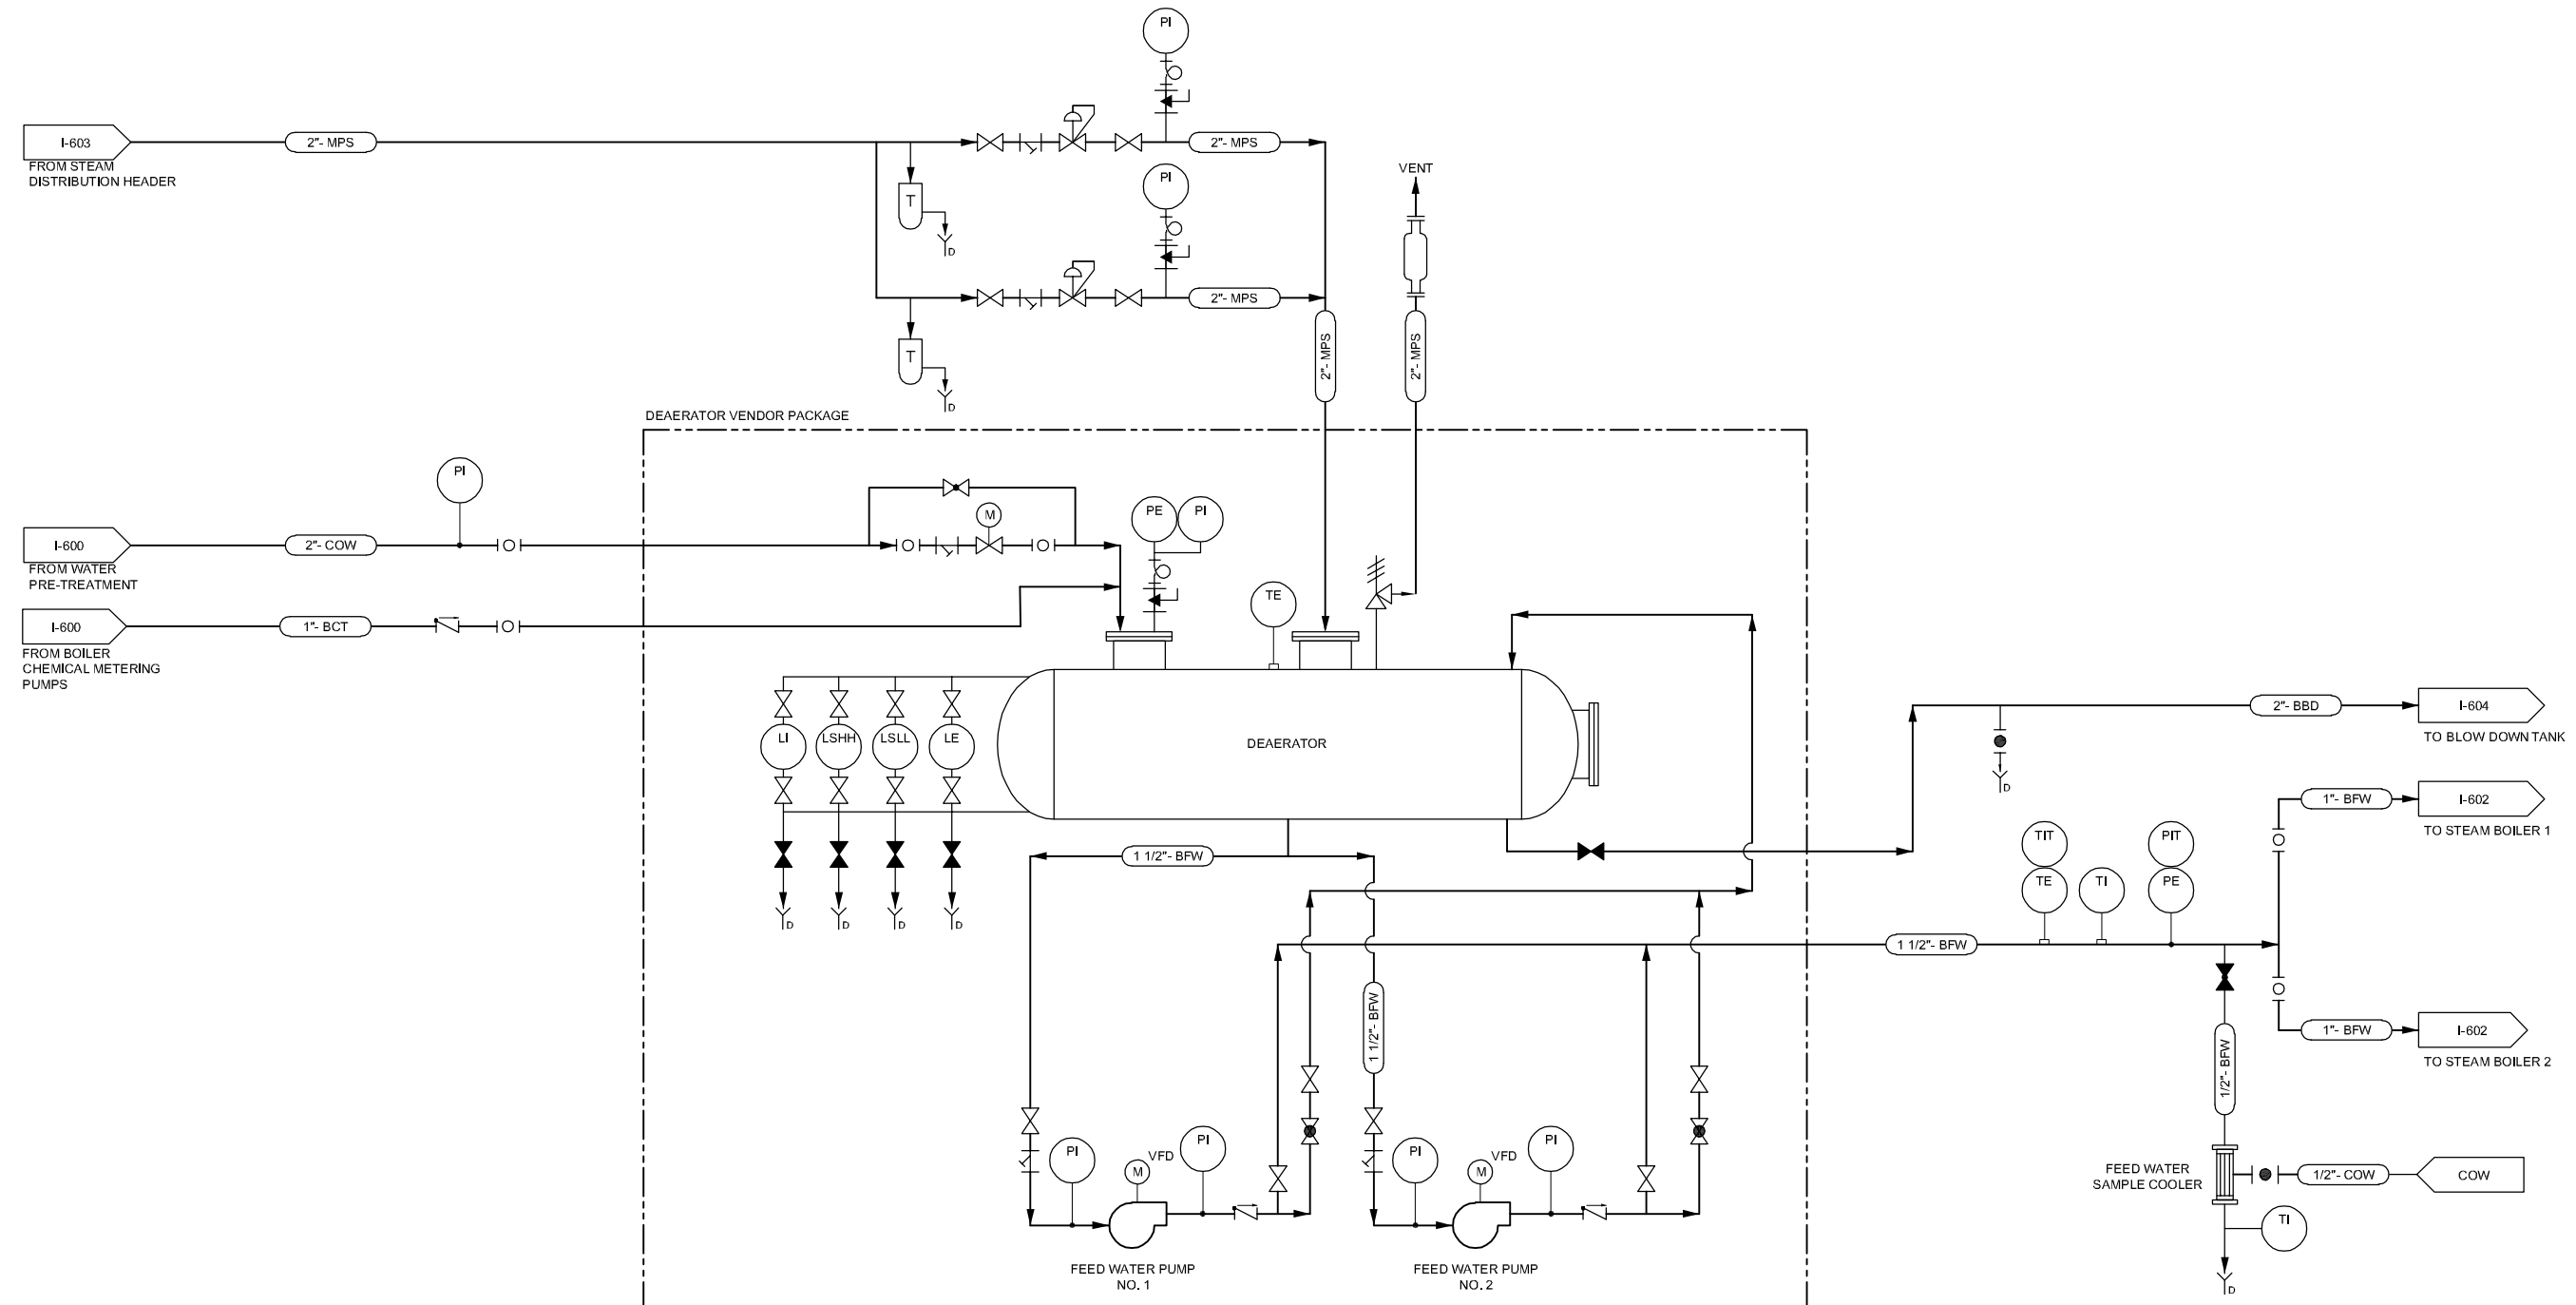 PI
I-603
2"- MPS
2"- MPS
FROM STEAM
DISTRIBUTION HEADER
T
D
PI
VENT
2"- MPS
2"- MPS
2"- MPS
T
D
DEAERATOR VENDOR PACKAGE
PI
I-600
2"- COW
M
PE
PI
FROM WATER
PRE-TREATMENT
I-600
1"- BCT
TE
FROM BOILER
CHEMICAL METERING
PUMPS
LI
LSHH
LSLL
LE
DEAERATOR
2"- BBD
I-604
TO BLOW DOWN TANK
D
1"- BFW
I-602
TO STEAM BOILER 1
1 1/2"- BFW
TIT
TE
TI
PIT
PE
D
D
D
D
1 1/2"- BFW
1 1/2"- BFW
1"- BFW
I-602
TO STEAM BOILER 2
1/2"- BFW
PI
M
VFD
PI
PI
M
VFD
PI
FEED WATER
SAMPLE COOLER
1/2"- COW
COW
TI
FEED WATER PUMP
NO. 1
FEED WATER PUMP
NO. 2
D